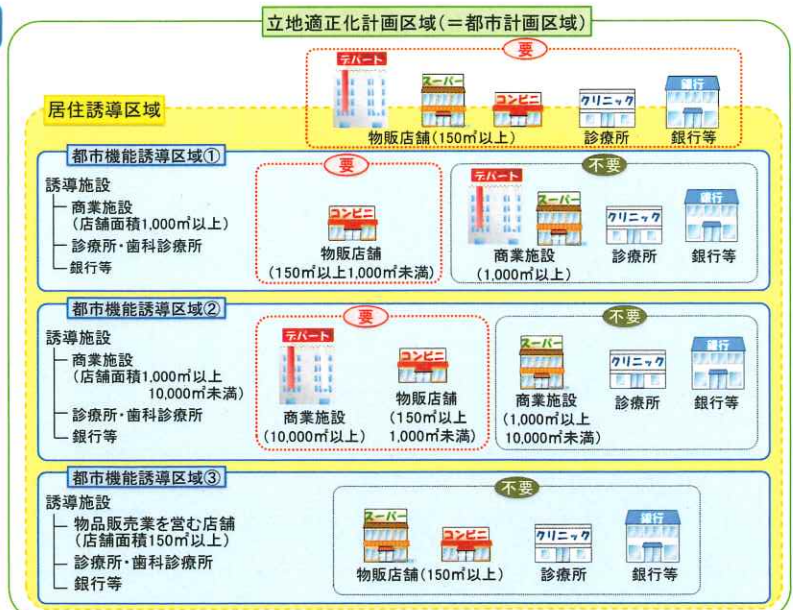 立地適正化計画区域(=都市計画区域)
要
デパート
スーパー
コンビニ
クリニック
銀行
物販店舗(150㎡以上)
診療所
銀行等
居住誘導区域
都市機能誘導区域①
誘導施設
商業施設
(店舗面積1,000㎡以上)
診療所・歯科診療所
銀行等
要
コンビニ
物販店舗
(150㎡以上1,000㎡未満)
不要
デパート
スーパー
クリニック
銀行
商業施設
(1,000㎡以上)
診療所
銀行等
都市機能誘導区域②
誘導施設
商業施設
(店舗面積1,000㎡以上
10,000㎡未満)
診療所・歯科診療所
銀行等
要
デパート
コンビニ
商業施設
(10,000㎡以上)
物販店舗
(150㎡以上
1,000㎡未満)
不要
スーパー
クリニック
銀行
商業施設
(1,000㎡以上
10,000㎡未満)
診療所
銀行等
都市機能誘導区域③
誘導施設
物品販売業を営む店舗
(店舗面積150㎡以上)
診療所・歯科診療所
銀行等
不要
スーパー
コンビニ
クリニック
銀行
物販店舗(150㎡以上)
診療所
銀行等